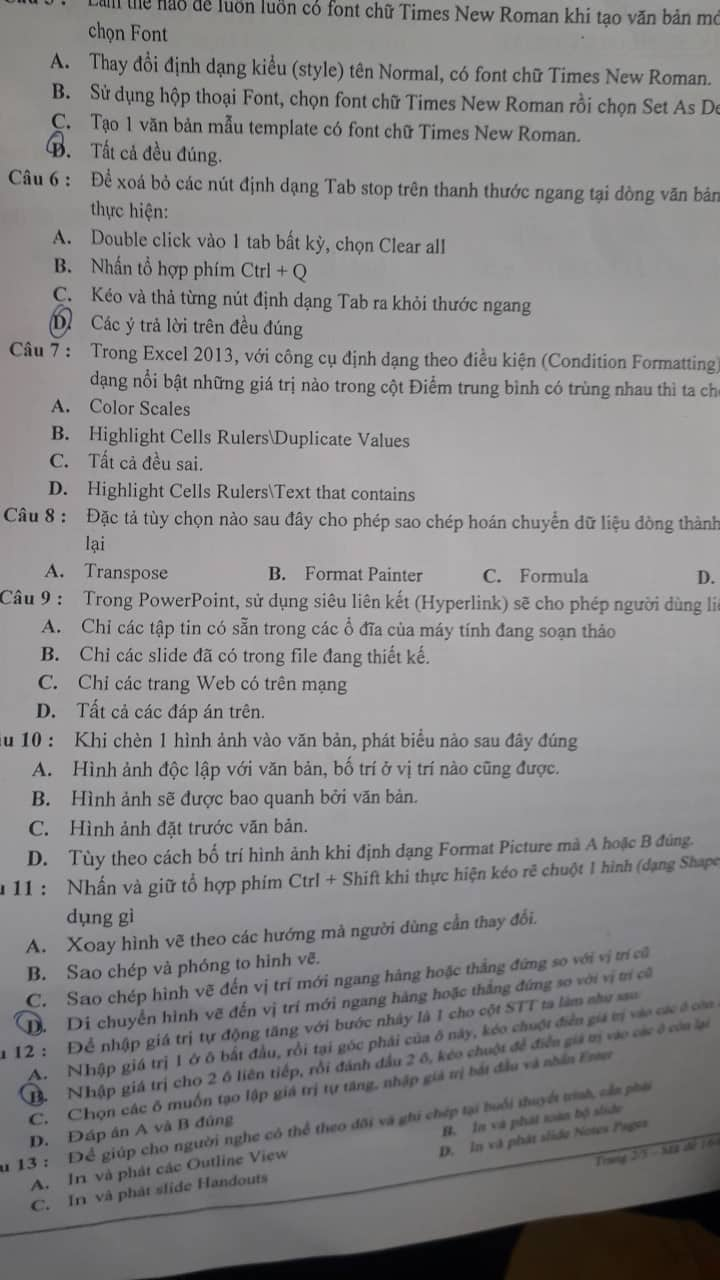 Làm thế nào để luôn luôn có font chữ Times New Roman khi tạo văn bản
chọn Font
A. Thay đổi định dạng kiểu (style) tên Normal, có font chữ Times New Roman.
B. Sử dụng hộp thoại Font, chọn font chữ Times New Roman rồi chọn Set As
C. Tạo 1 văn bản mẫu template có font chữ Times New Roman.
D. Tất cả đều đúng.
Câu 6 : Để xoá bỏ các nút định dạng Tab stop trên thanh thước ngang tại dòng văn bản
thực hiện:
A. Double click vào 1 tab bất kỳ, chọn Clear all
B. Nhấn tổ hợp phím Ctrl + Q
C. Kéo và thả từng nút định dạng Tab ra khỏi thước ngang
D. Các ý trả lời trên đều đúng
Câu 7 : Trong Excel 2013, với công cụ định dạng theo điều kiện (Condition Formatting)
dạng nổi bật những giá trị nào trong cột Điểm trung bình có trùng nhau thì ta
A. Color Scales
B. Highlight Cells Rulers\Duplicate Values
C. Tất cả đều sai.
D. Highlight Cells Rulers\Text that contains
Câu 8 : Đặc tả tùy chọn nào sau đây cho phép sao chép hoán chuyển dữ liệu dòng thành
lại
A. Transpose B. Format Painter C. Formula D.
Câu 9 : Trong PowerPoint, sử dụng siêu liên kết (Hyperlink) sẽ cho phép người dùng
A. Chỉ các tập tin có sẵn trong các ổ đĩa của máy tính đang soạn thảo
B. Chỉ các slide đã có trong file đang thiết kế.
C. Chỉ các trang Web có trên mạng
D. Tất cả các đáp án trên.
10 : Khi chèn 1 hình ảnh vào văn bản, phát biểu nào sau đây đúng
A. Hình ảnh độc lập với văn bản, bố trí ở vị trí nào cũng được.
B. Hình ảnh sẽ được bao quanh bởi văn bản.
C. Hình ảnh đặt trước văn bản.
D. Tùy theo cách bố trí hình ảnh khi định dạng Format Picture mà A hoặc B đúng.
11 : Nhấn và giữ tổ hợp phím Ctrl + Shift khi thực hiện kéo rê chuột 1 hình (dạng Shape
dụng gì
A. Xoay hình vẽ theo các hướng mà người dùng cần thay đổi.
B. Sao chép và phóng to hình vẽ.
C. Sao chép hình vẽ đến vị trí mới ngang hàng hoặc thẳng đứng so với vị trí cũ
D. Di chuyển hình vẽ đến vị trí mới ngang hàng hoặc thẳng đứng so với vị trí cũ
12 : Để nhập giá trị tự động tăng với bước nhảy là 1 cho cột STT ta làm như sau
A. Nhập giá trị 1 ở ô bắt đầu, rồi tại góc phải của ô này, kéo chuột điền giá trị vào các ô còn
B. Nhập giá trị cho 2 ô liên tiếp, rồi đánh dấu 2 ô, kéo chuột để điền giá trị vào các ô còn lại
C. Chọn các ô muốn tạo lập giá trị tự tăng, nhập giá trị bắt đầu và nhấn Enter
D. Đáp án A và B đúng
13 : Để giúp cho người nghe có thể theo dõi và ghi chép tại buổi thuyết trình, cần phải
A. In và phát các Outline View B. In và phát toàn bộ slide
C. In và phát slide Handouts D. In và phát slide Notes Pages
Trang 2/5 - Mã đề